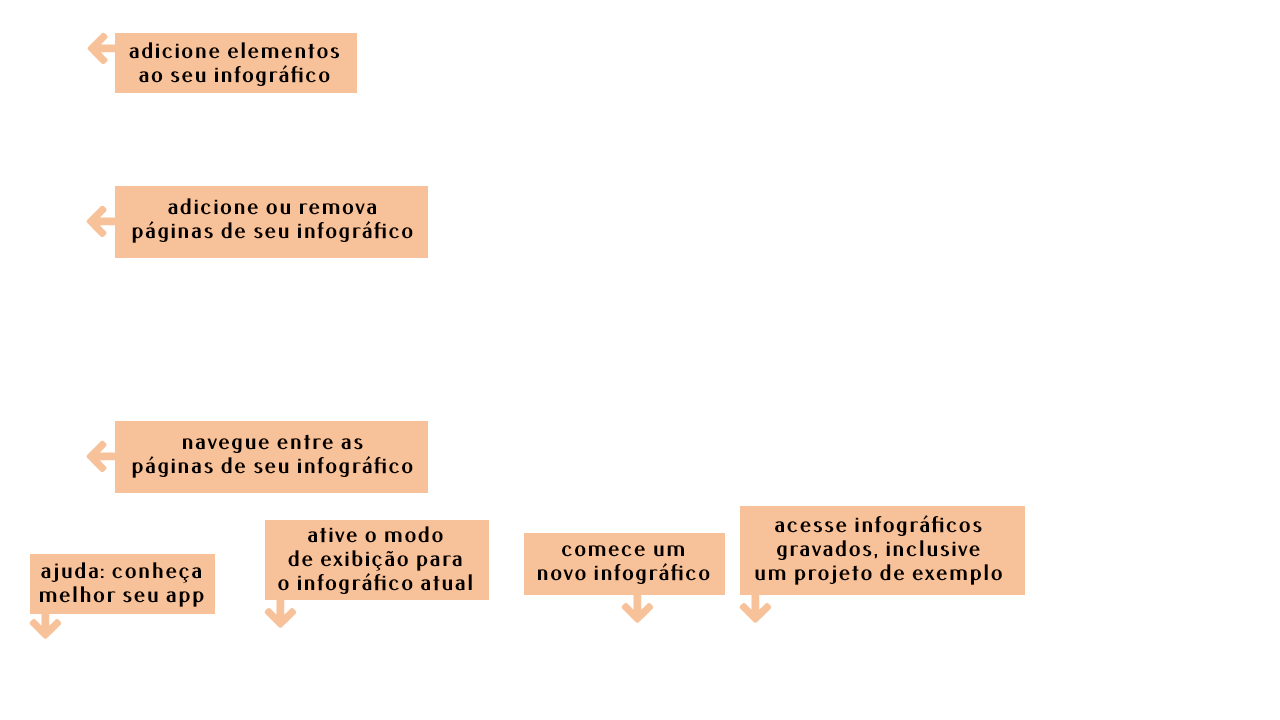 adicione elementos
ao seu infográfico
adicione ou remova
páginas de seu infográfico
navegue entre as
páginas de seu infográfico
ajuda: conheça
melhor seu app
ative o modo
de exibição para
o infográfico atual
comece um
novo infográfico
acesse infográficos
gravados, inclusive
um projeto de exemplo